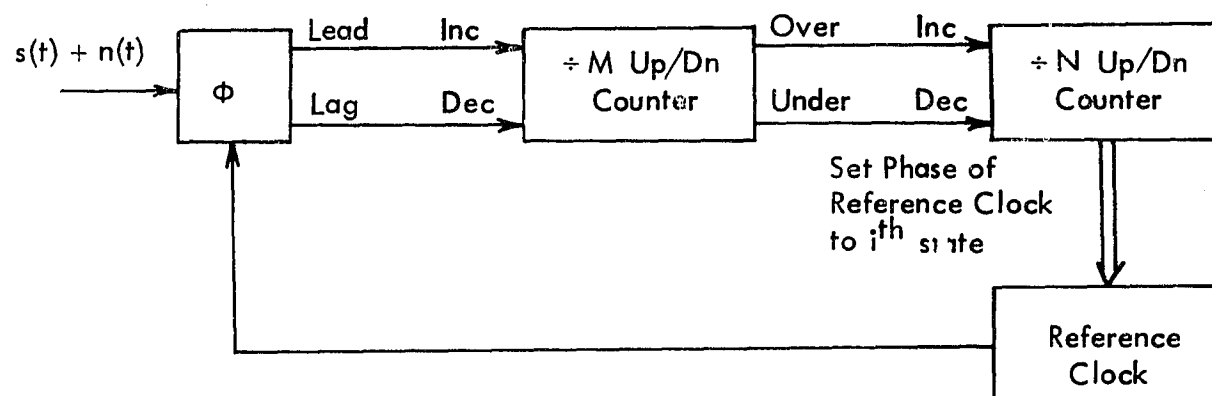 s(t) + n(t)
Φ
Lead Inc
Lag Dec
÷ M Up/Dn
Counter
Over Inc
Under Dec
÷ N Up/Dn
Counter
Set Phase of
Reference Clock
to i^th
Reference
Clock